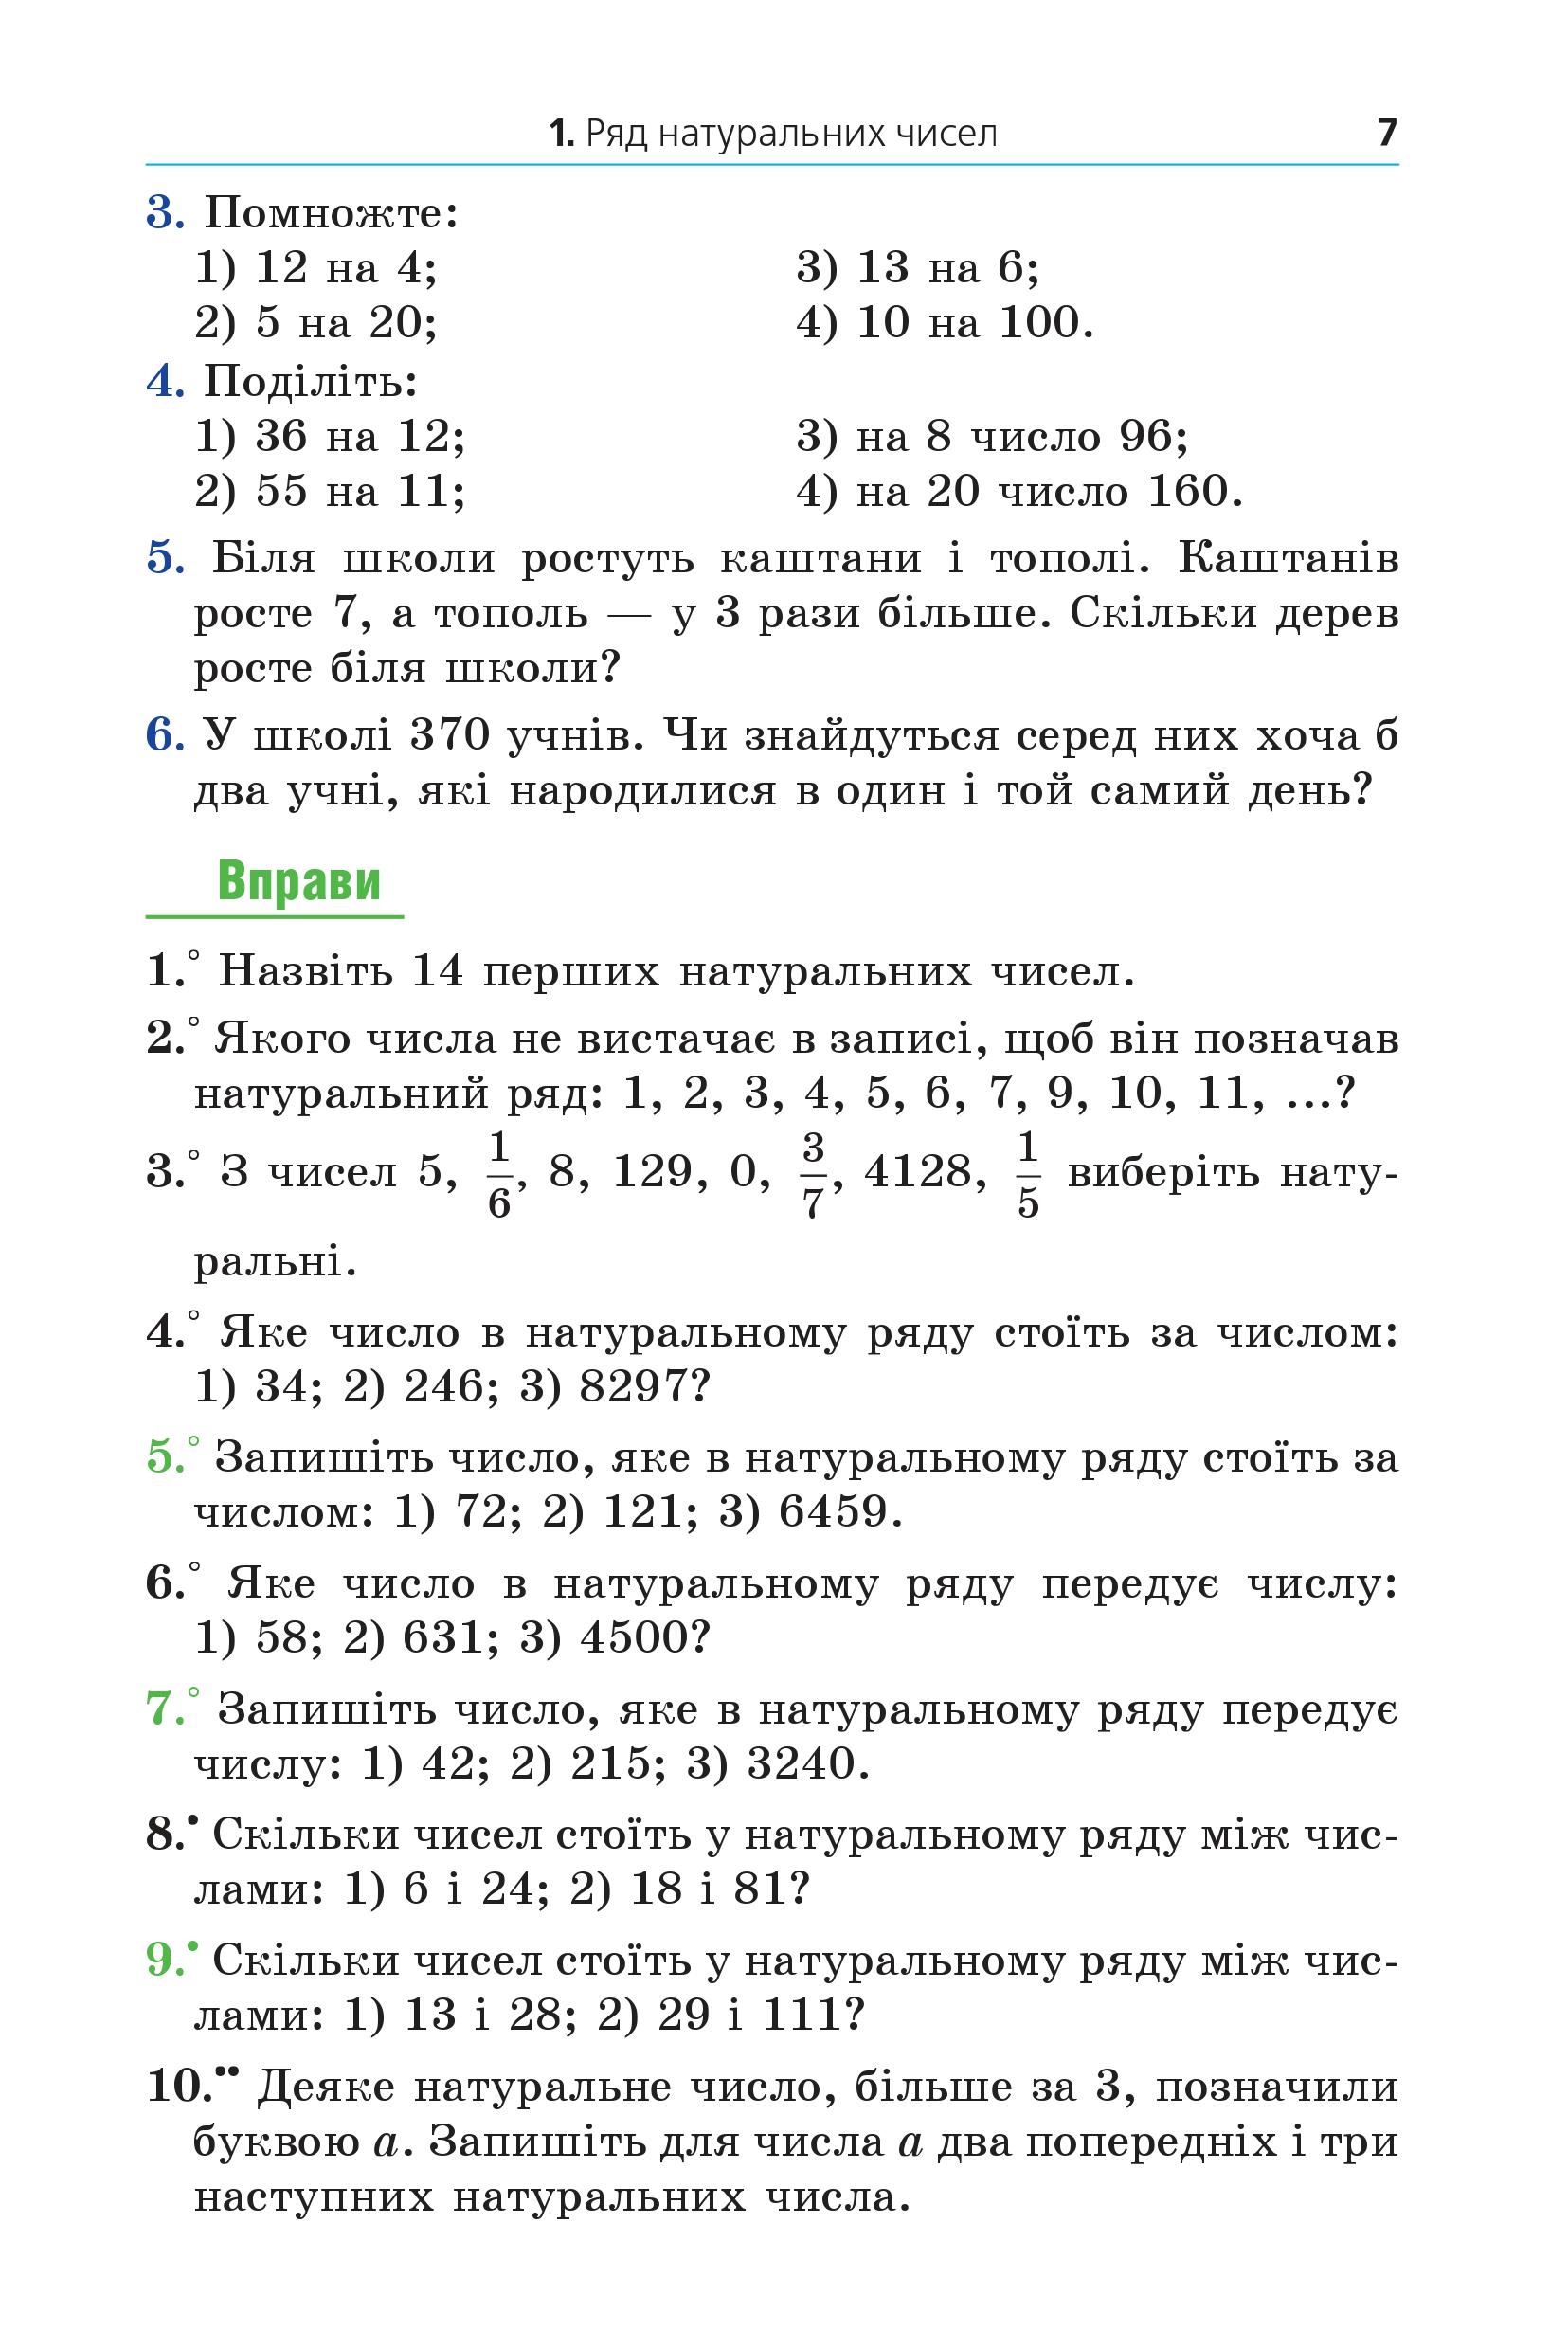 1. Ряд натуральних чисел 7
3. Помножте:
1) 12 на 4; 3) 13 на 6;
2) 5 на 20; 4) 10 на 100.
4. Поділіть:
1) 36 на 12; 3) на 8 число 96;
2) 55 на 11; 4) на 20 число 160.
5. Біля школи ростуть каштани і тополі. Каштанів
росте 7, а тополь — у 3 рази більше. Скільки дерев
росте біля школи?
6. У школі 370 учнів. Чи знайдуться серед них хоча б
два учні, які народилися в один і той самий день?
Вправи
1.° Назвіть 14 перших натуральних чисел.
2.° Якого числа не вистачає в записі, щоб він позначав
натуральний ряд: 1, 2, 3, 4, 5, 6, 7, 9, 10, 11, ...?
3.° З чисел 5, 1/6, 8, 129, 0, 3/7, 4128, 1/5 виберіть нату-
ральні.
4.° Яке число в натуральному ряду стоїть за числом:
1) 34; 2) 246; 3) 8297?
5.° Запишіть число, яке в натуральному ряду стоїть за
числом: 1) 72; 2) 121; 3) 6459.
6.° Яке число в натуральному ряду передує числу:
1) 58; 2) 631; 3) 4500?
7.° Запишіть число, яке в натуральному ряду передує
числу: 1) 42; 2) 215; 3) 3240.
8.• Скільки чисел стоїть у натуральному ряду між чис-
лами: 1) 6 і 24; 2) 18 і 81?
9.• Скільки чисел стоїть у натуральному ряду між чис-
лами: 1) 13 і 28; 2) 29 і 111?
10.•• Деяке натуральне число, більше за 3, позначили
буквою a. Запишіть для числа a два попередніх і три
наступних натуральних числа.